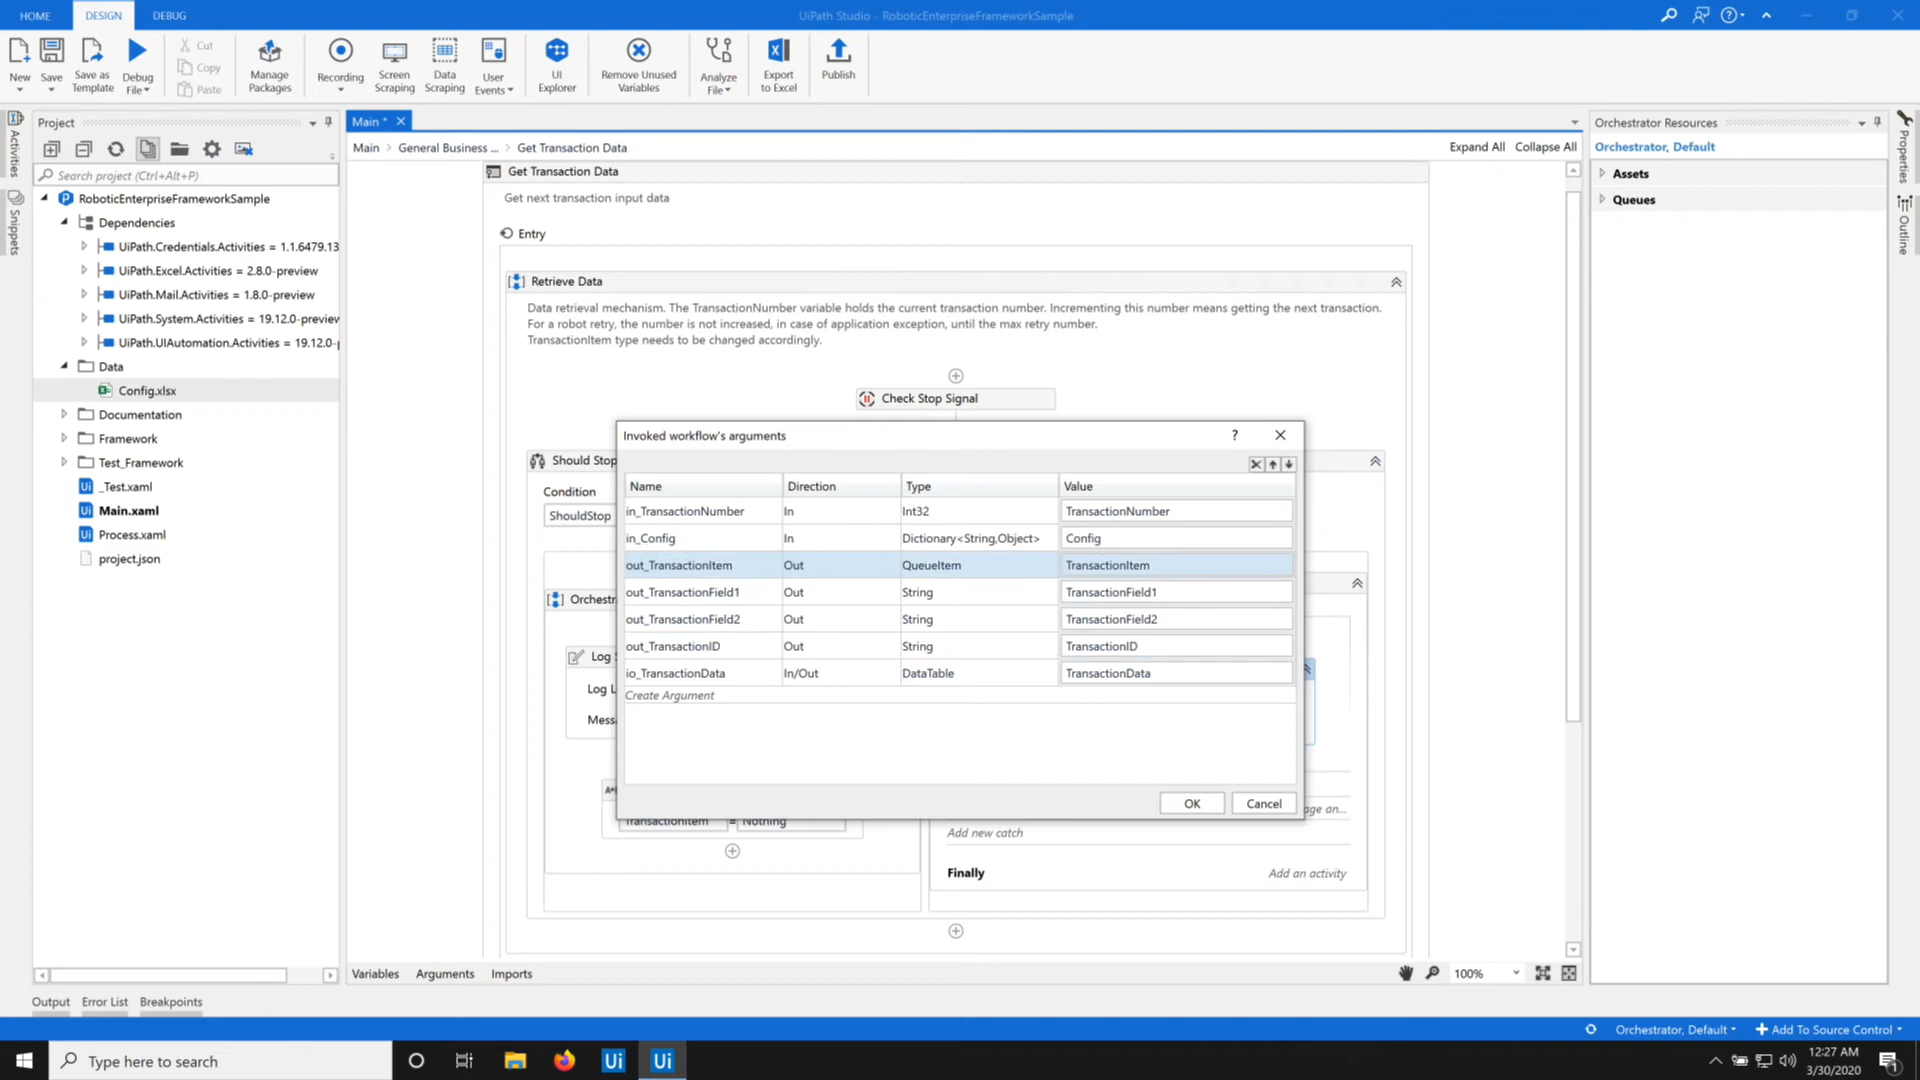 HOME DESIGN DEBUG
UiPath Studio - RoboticEnterpriseFrameworkSample
New
Save
Save as Template
Debug File
Cut
Copy
Paste
Manage Packages
Recording
Screen Scraping
Data Scraping
User Events
UI Explorer
Remove Unused Variables
Analyze File
Export to Excel
Publish
Activities
Snippets
Project
Search project (Ctrl+Alt+P)
RoboticEnterpriseFrameworkSample
Dependencies
UiPath.Credentials.Activities = 1.1.6479.13
UiPath.Excel.Activities = 2.8.0-preview
UiPath.Mail.Activities = 1.8.0-preview
UiPath.System.Activities = 19.12.0-preview
UiPath.UIAutomation.Activities = 19.12.0-
Data
Config.xlsx
Documentation
Framework
Test_Framework
_Test.xaml
Main.xaml
Process.xaml
project.json
Main *
Main > General Business ... > Get Transaction Data
Expand All Collapse All
Get Transaction Data
Get next transaction input data
Entry
Retrieve Data
Data retrieval mechanism. The TransactionNumber variable holds the current transaction number. Incrementing this number means getting the next transaction.
For a robot retry, the number is not increased, in case of application exception, until the max retry number.
TransactionItem type needs to be changed accordingly.
Check Stop Signal
Should Stop
Condition
ShouldStop
Orchestr
Log
Log L
Mess
Invoked workflow's arguments
?
Name Direction Type Value
in_TransactionNumber In Int32 TransactionNumber
in_Config In Dictionary<String,Object> Config
out_TransactionItem Out QueueItem TransactionItem
out_TransactionField1 Out String TransactionField1
out_TransactionField2 Out String TransactionField2
out_TransactionID Out String TransactionID
io_TransactionData In/Out DataTable TransactionData
Create Argument
OK Cancel
TransactionItem = Nothing
age an...
Add new catch
Finally
Add an activity
Variables Arguments Imports
100%
Orchestrator Resources
Orchestrator, Default
Assets
Queues
Properties
Outline
Output Error List Breakpoints
Orchestrator, Default
Add To Source Control
Type here to search
Ui
Ui
12:27 AM
3/30/2020
1